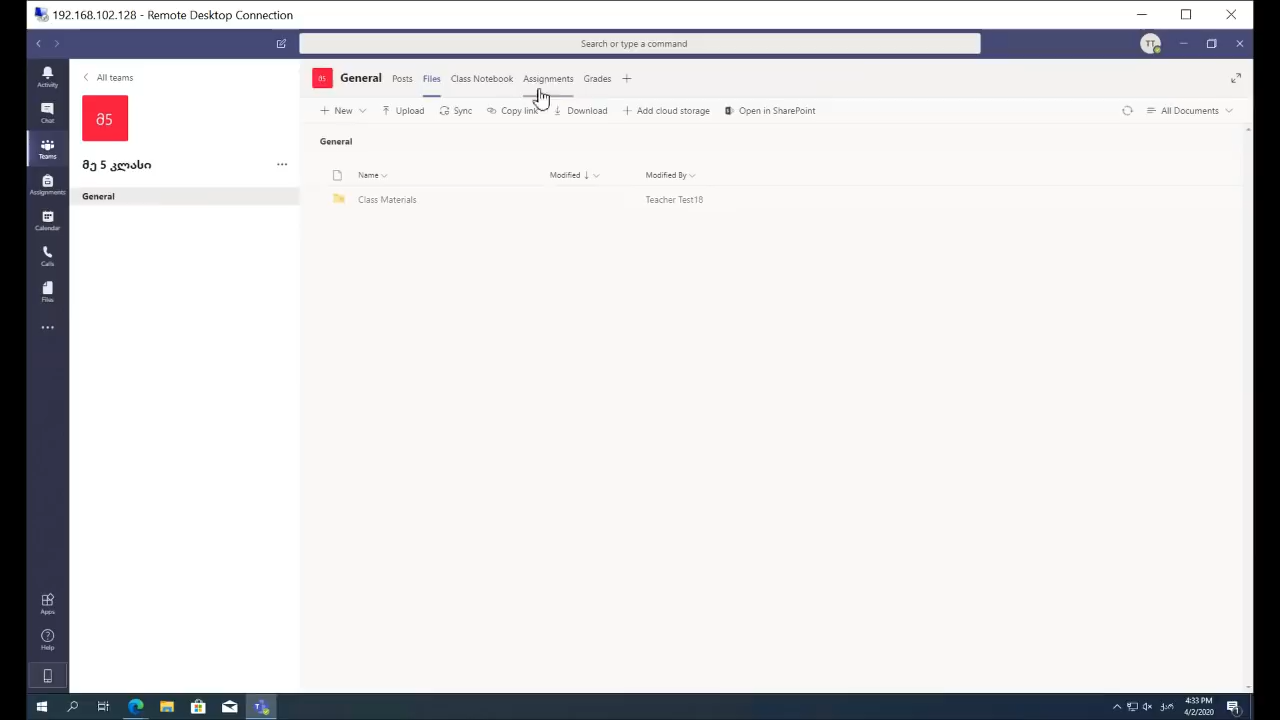 192.168.102.128 - Remote Desktop Connection
Search or type a command
TT
Activity
Chat
Teams
Assignments
Calendar
Calls
Files
Apps
Help
All teams
მ5
მე 5 კლასი
General
მ5
General
Posts
Files
Class Notebook
Assignments
Grades
New
Upload
Sync
Copy link
Download
Add cloud storage
Open in SharePoint
All Documents
General
Name
Modified
Modified By
Class Materials
Teacher Test18
4:33 PM
4/2/2020